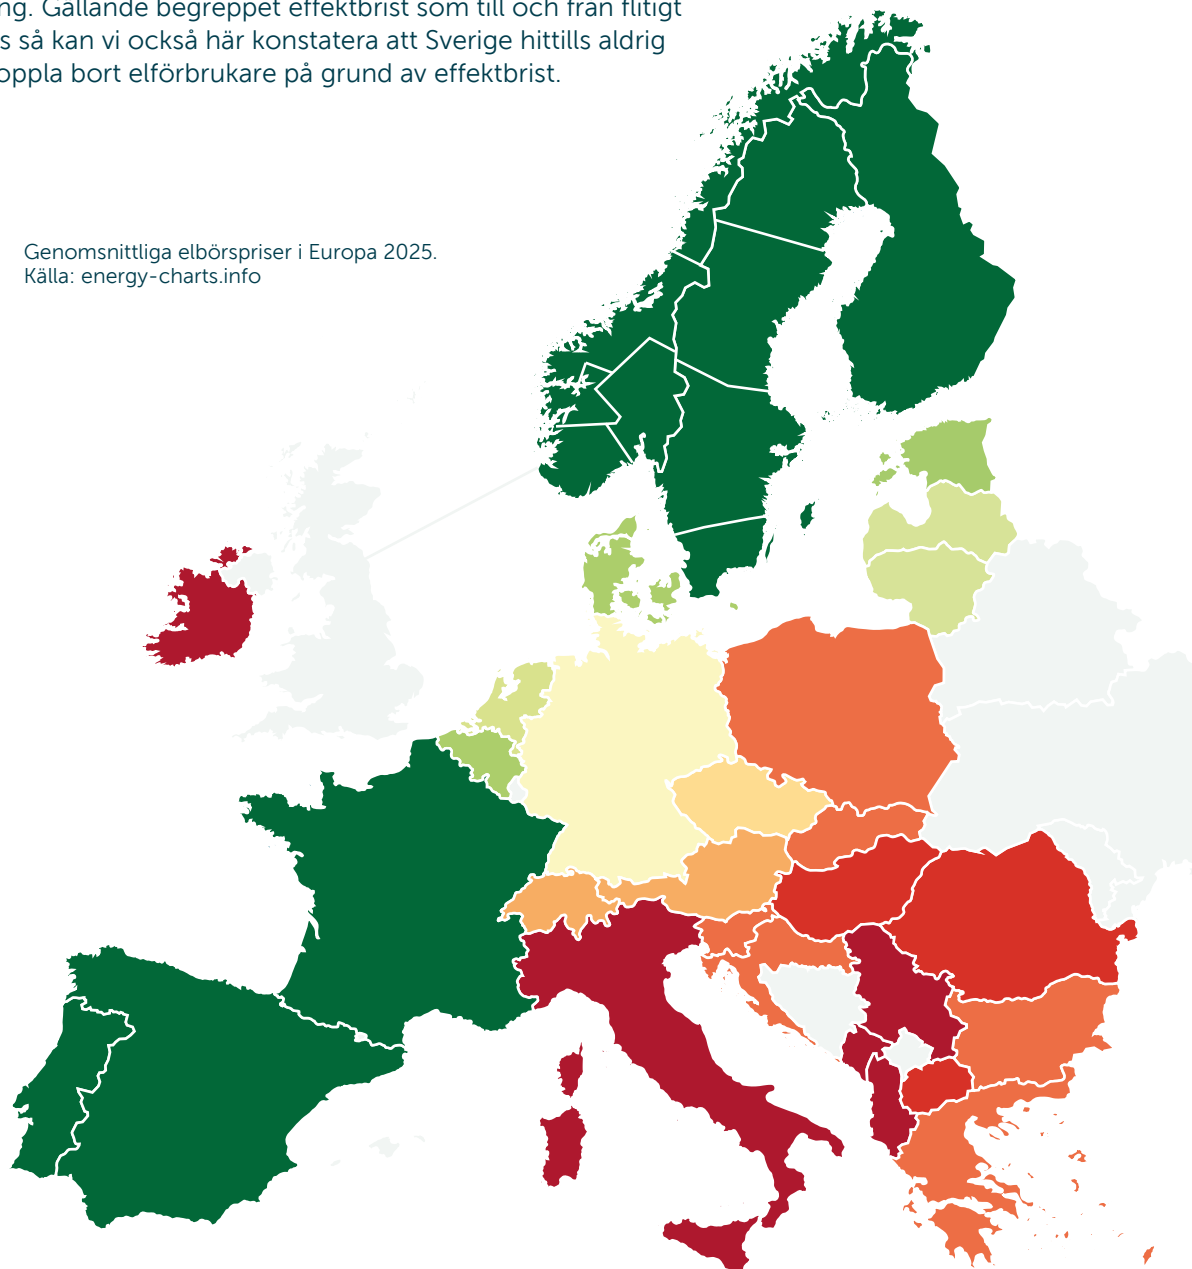 ng. Gällande begreppet effektbrist som till och från flitigt
s så kan vi också här konstatera att Sverige hittills aldrig
oppla bort elförbrukare på grund av effektbrist.
Genomsnittliga elbörspriser i Europa 2025.
Källa: energy-charts.info